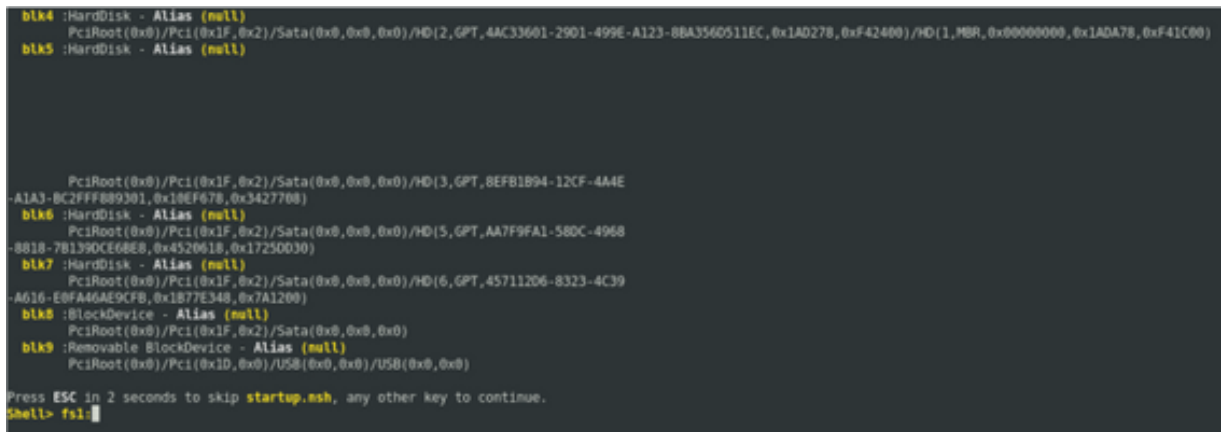 blk4 :HardDisk - Alias (null)
PciRoot(0x0)/Pci(0x1F,0x2)/Sata(0x0,0x0,0x0)/HD(2,GPT,4AC33601-29D1-499E-A123-8BA356D511EC,0x1AD278,0xF42400)/HD(1,MBR,0x00000000,0x1ADA78,0xF41C00)
blk5 :HardDisk - Alias (null)
PciRoot(0x0)/Pci(0x1F,0x2)/Sata(0x0,0x0,0x0)/HD(3,GPT,8EFB1B94-12CF-4A4E
-A1A3-BC2FFF889301,0x10EF678,0x3427708)
blk6 :HardDisk - Alias (null)
PciRoot(0x0)/Pci(0x1F,0x2)/Sata(0x0,0x0,0x0)/HD(5,GPT,AA7F9FA1-58DC-4968
-8818-7B139DCE6BE8,0x4520618,0x1725DD30)
blk7 :HardDisk - Alias (null)
PciRoot(0x0)/Pci(0x1F,0x2)/Sata(0x0,0x0,0x0)/HD(6,GPT,457112D6-8323-4C39
-A616-E0FA46AE9CFB,0x1B77E348,0x7A1200)
blk8 :BlockDevice - Alias (null)
PciRoot(0x0)/Pci(0x1F,0x2)/Sata(0x0,0x0,0x0)
blk9 :Removable BlockDevice - Alias (null)
PciRoot(0x0)/Pci(0x1D,0x0)/USB(0x0,0x0)/USB(0x0,0x0)
Press ESC in 2 seconds to skip startup.nsh, any other key to continue.
Shell> fs1: